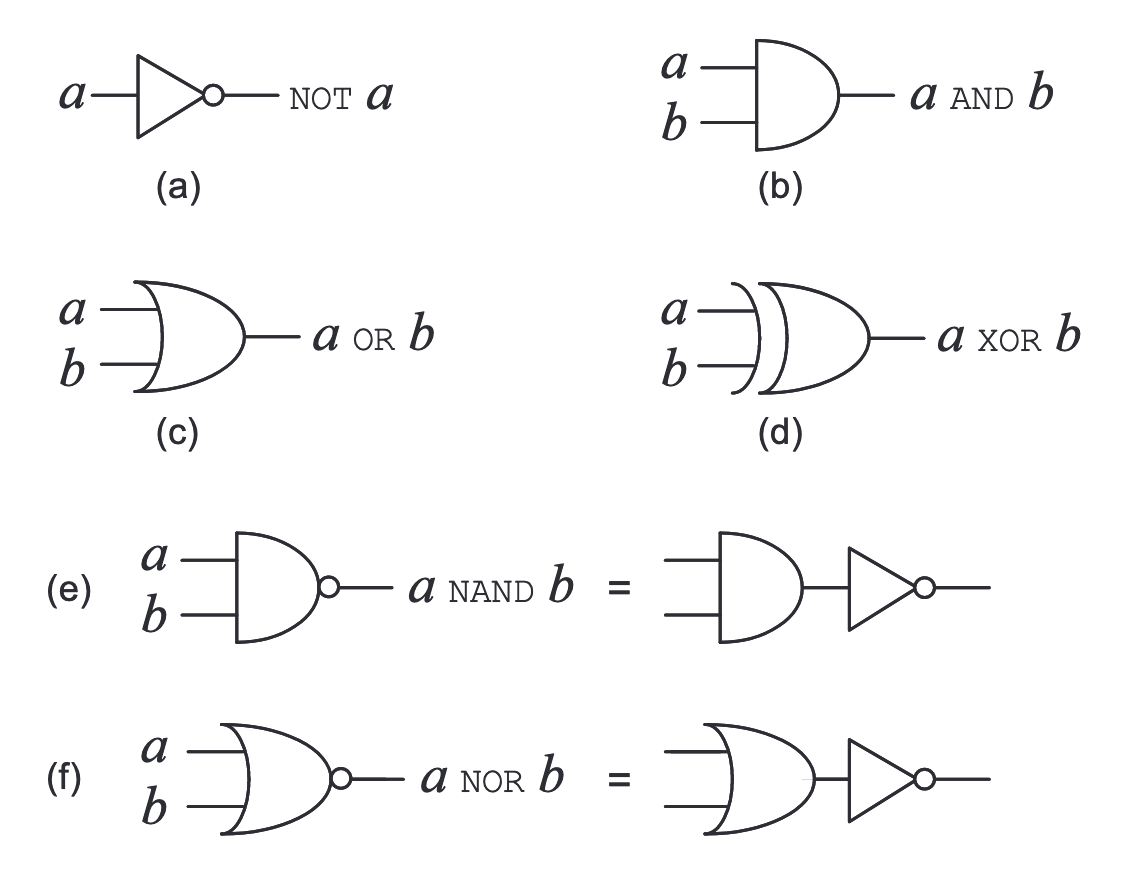 a NOT a
(a)
a
b
a AND b
(b)
a
b
a OR b
(c)
a
b
a XOR b
(d)
(e) a
b
a NAND b =
(f) a
b
a NOR b =